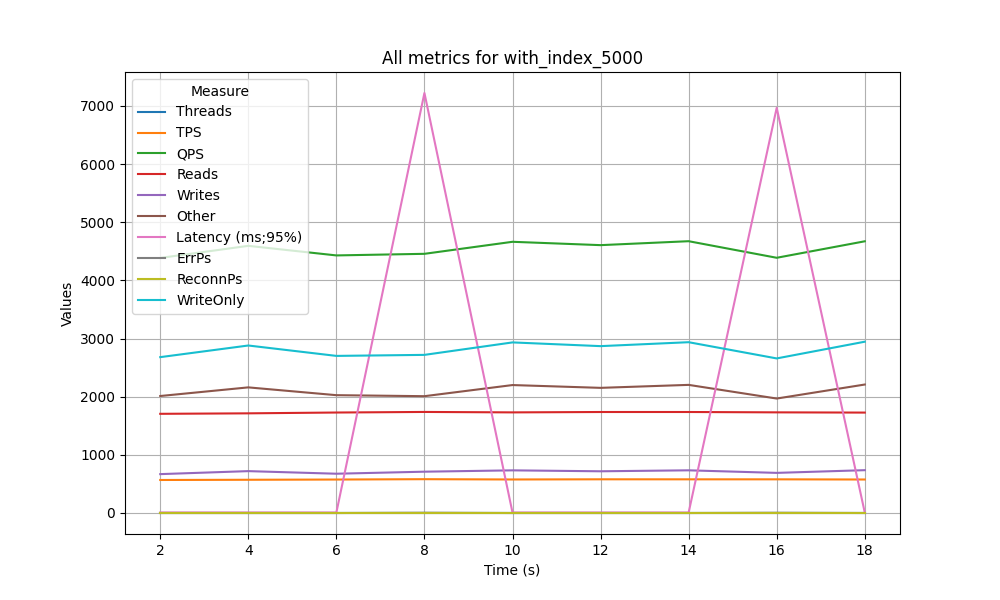 All metrics for with_index_5000
Measure
Threads
TPS
QPS
Reads
Writes
Other
Latency (ms;95%)
ErrPs
ReconnPs
WriteOnly
Values
7000
6000
5000
4000
3000
2000
1000
0
2 4 6 8 10 12 14 16 18
Time (s)